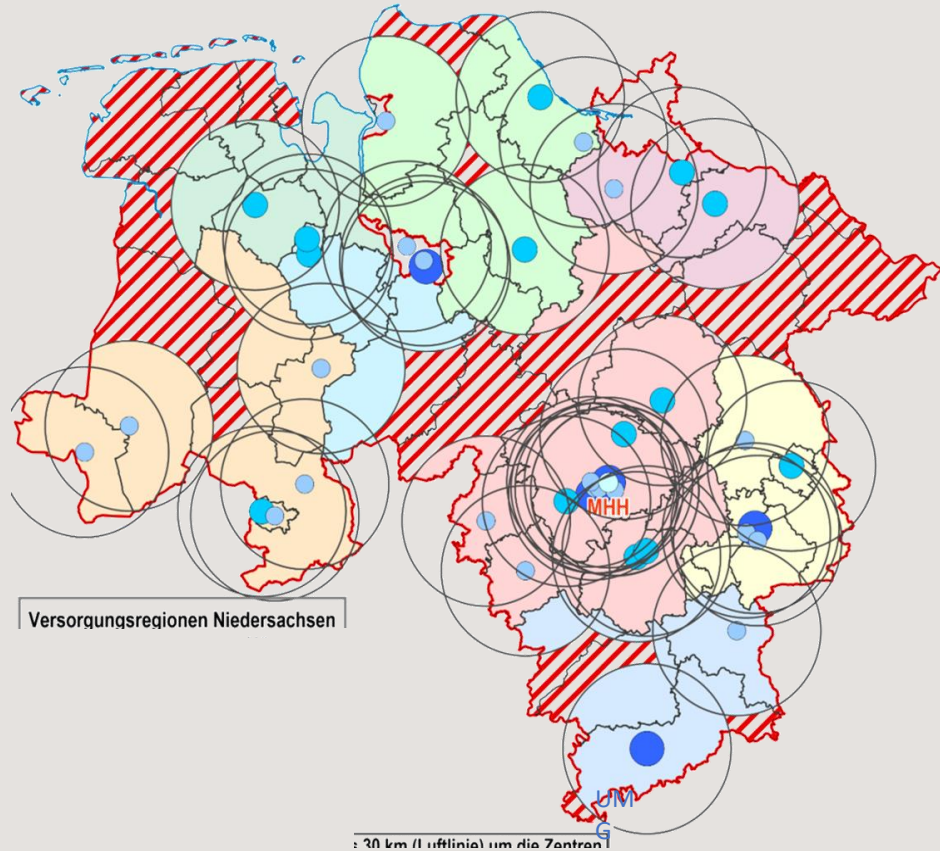 MHH
Versorgungsregionen Niedersachsen
UM
G
30 km (Luftlinie) um die Zentren